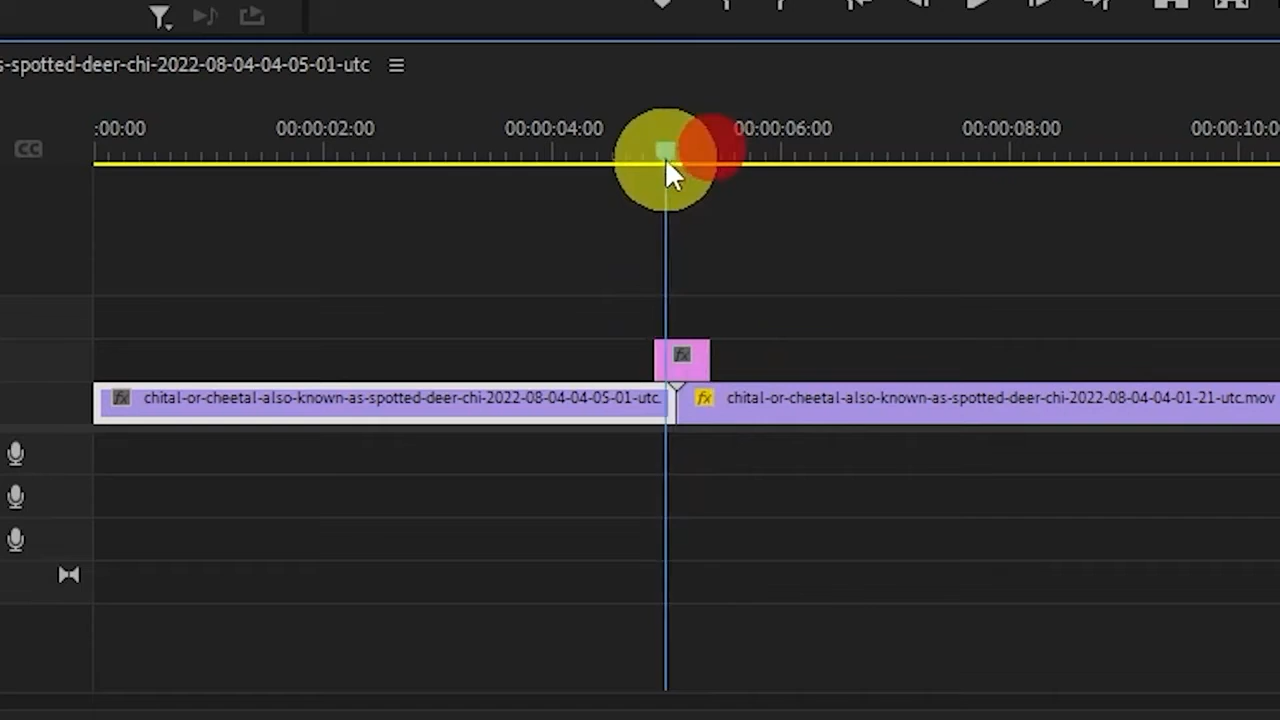 s-spotted-deer-chi-2022-08-04-04-05-01-utc
:00:00 00:00:02:00 00:00:04:00 00:00:06:00 00:00:08:00 00:00:10:0
CC
fx
fx chital-or-cheetal-also-known-as-spotted-deer-chi-2022-08-04-04-05-01-utc. fx chital-or-cheetal-also-known-as-spotted-deer-chi-2022-08-04-04-01-21-utc.mov